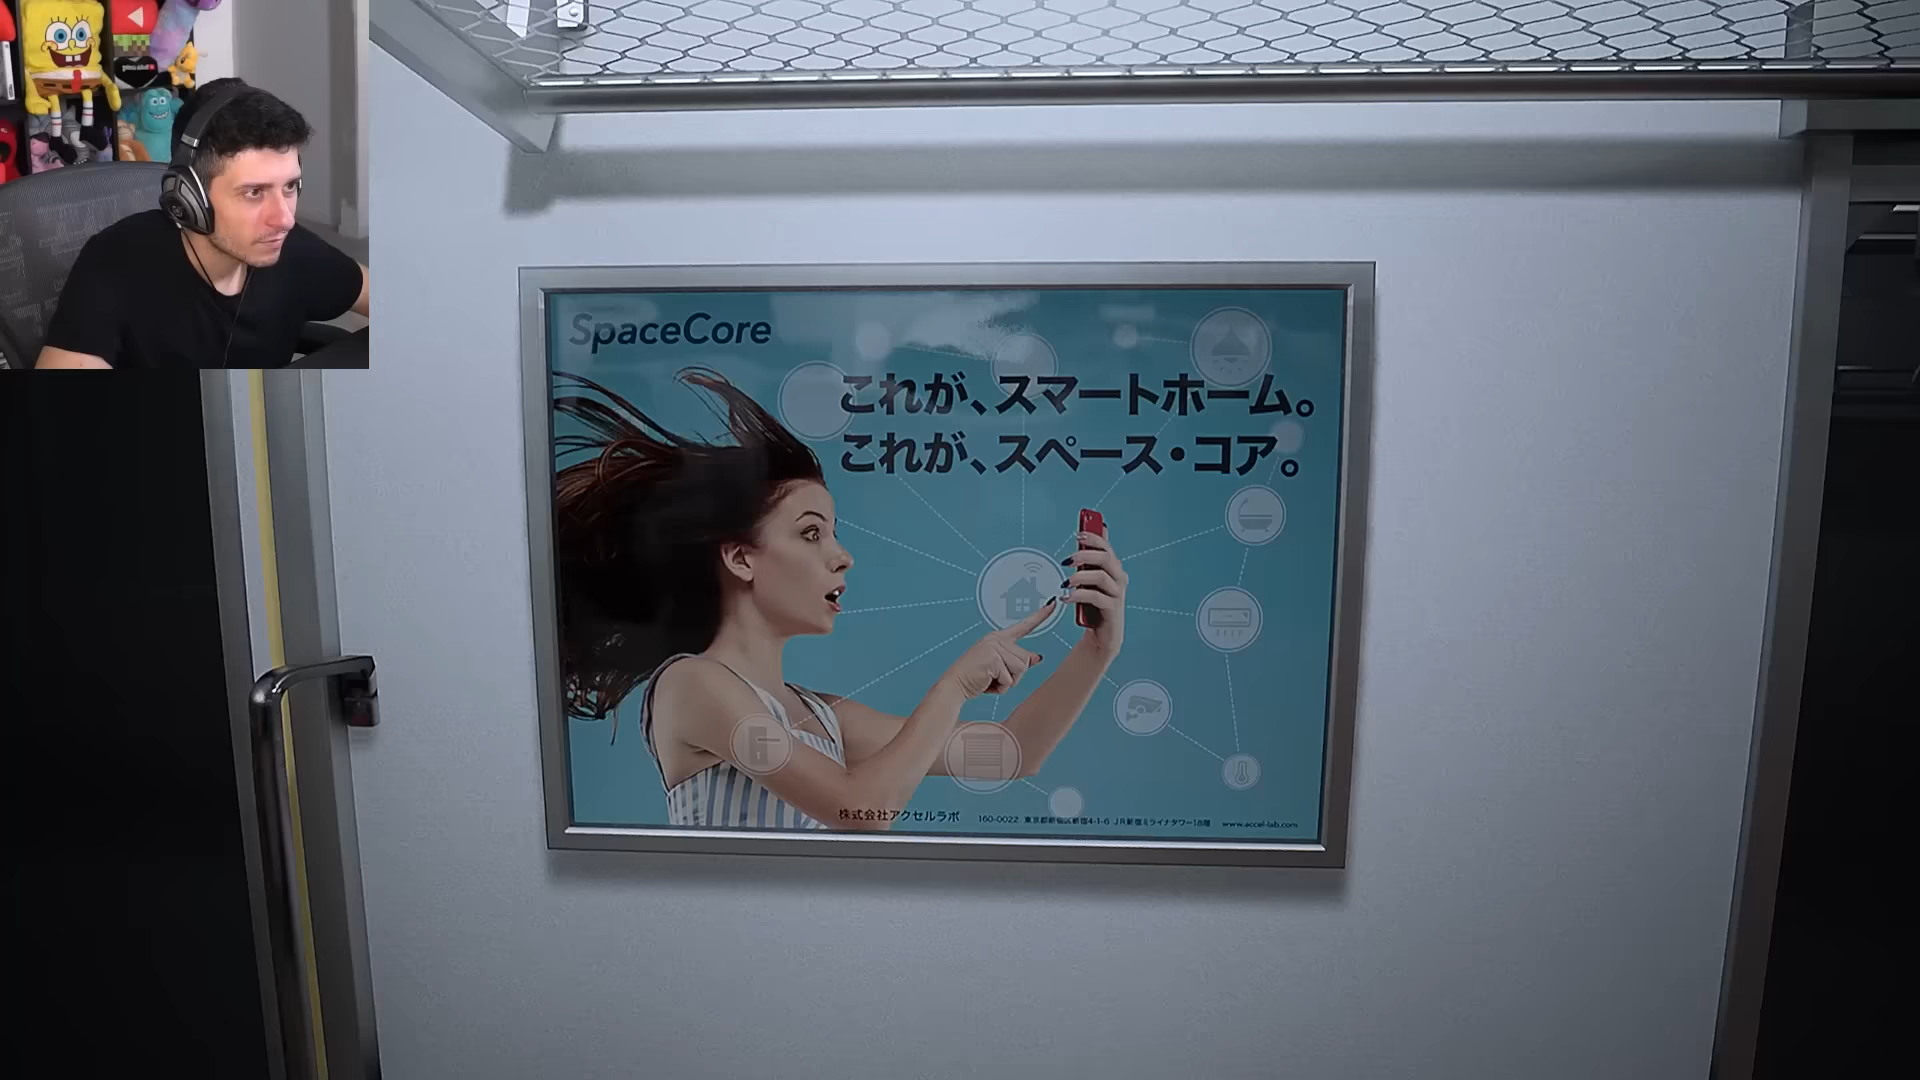 SpaceCore
これが、スマートホーム。
これが、スペース・コア。
株式会社アクセルラボ 160-0022 東京都新宿区新宿4-1-6 JR新宿ミライナタワー18階 www.accel-lab.com